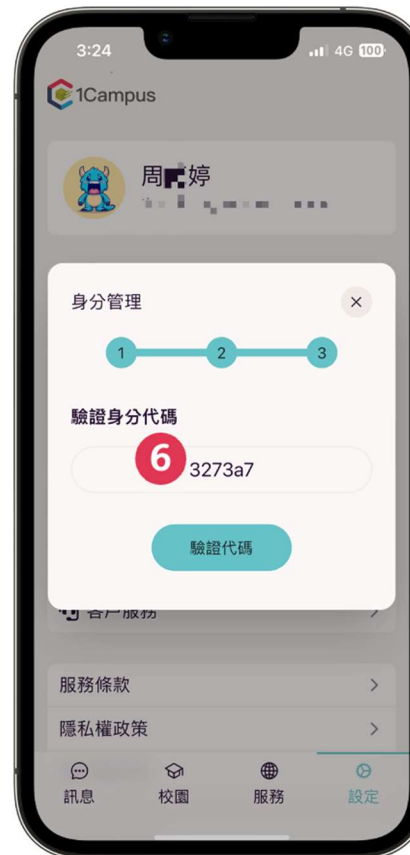 3:24
4G 100
1Campus
周 婷
身分管理
1 2 3
驗證身分代碼
6
3273a7
驗證代碼
客戶服務
服務條款
隱私權政策
訊息 校園 服務 設定